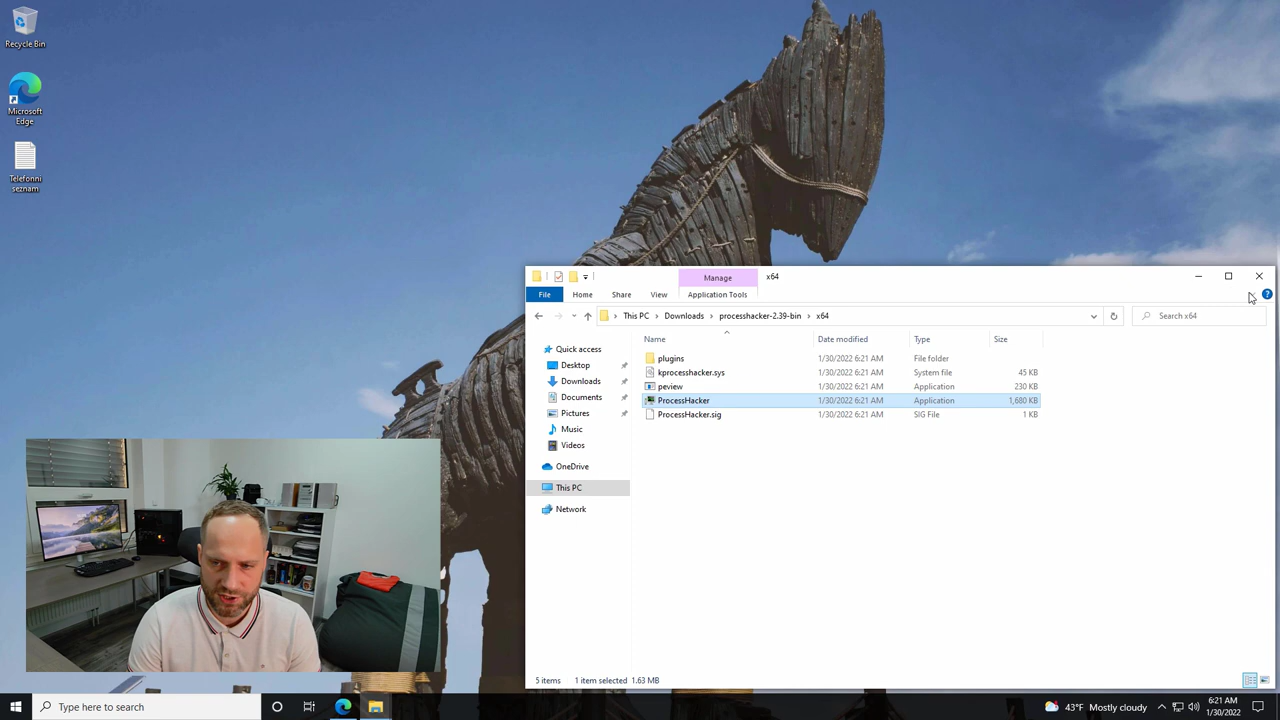 Recycle Bin
Microsoft
Edge
Telefonni
seznam
Manage
x64
File
Home
Share
View
Application Tools
This PC
Downloads
processhacker-2.39-bin
x64
Search x64
Name
Date modified
Type
Size
Quick access
Desktop
Downloads
Documents
Pictures
Music
Videos
OneDrive
This PC
Network
plugins 1/30/2022 6:21 AM File folder
kprocesshacker.sys 1/30/2022 6:21 AM System file 45 KB
peview 1/30/2022 6:21 AM Application 230 KB
ProcessHacker 1/30/2022 6:21 AM Application 1,680 KB
ProcessHacker.sig 1/30/2022 6:21 AM SIG File 1 KB
5 items 1 item selected 1.63 MB
Type here to search
43°F Mostly cloudy
6:21 AM
1/30/2022